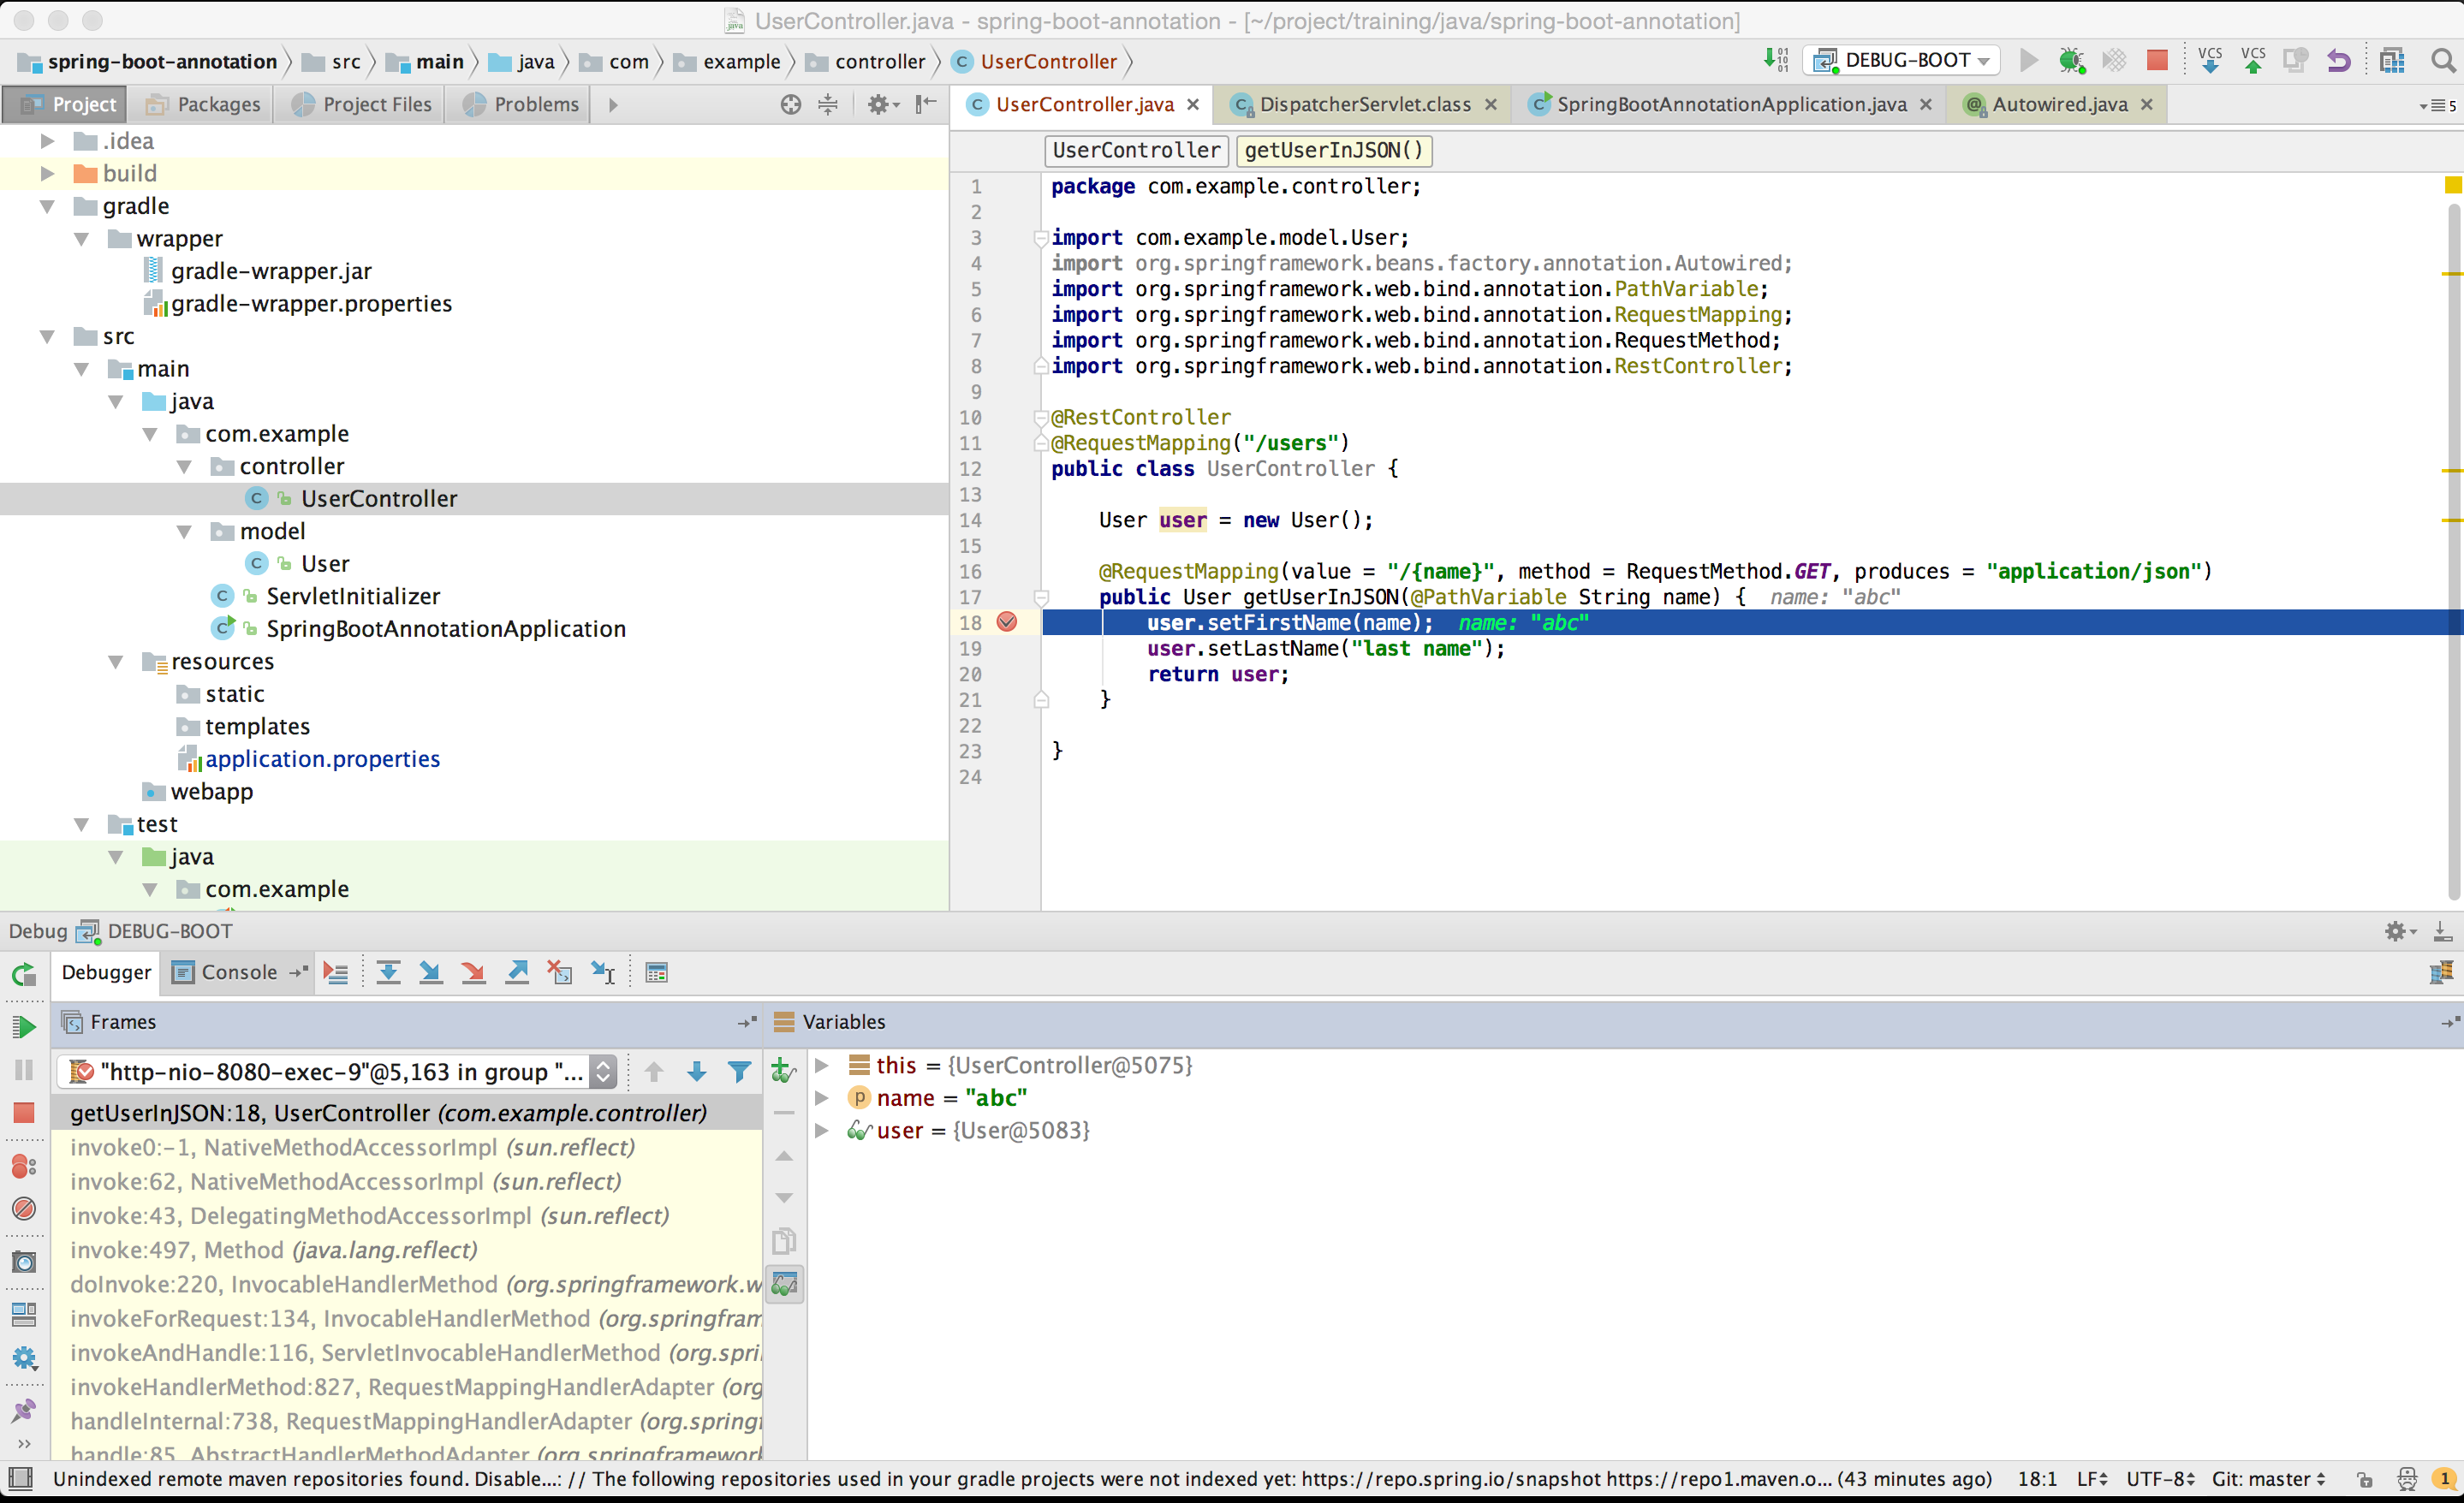 UserController.java - spring-boot-annotation - [~/project/training/java/spring-boot-annotation]
spring-boot-annotation src main java com example controller UserController
DEBUG-BOOT VCS VCS
Project Packages Project Files Problems
UserController.java DispatcherServlet.class SpringBootAnnotationApplication.java Autowired.java 5
.idea
build
gradle
wrapper
gradle-wrapper.jar
gradle-wrapper.properties
src
main
java
com.example
controller
UserController
model
User
ServletInitializer
SpringBootAnnotationApplication
resources
static
templates
application.properties
webapp
test
java
com.example
UserController getUserInJSON()
1 package com.example.controller;
2
3 import com.example.model.User;
4 import org.springframework.beans.factory.annotation.Autowired;
5 import org.springframework.web.bind.annotation.PathVariable;
6 import org.springframework.web.bind.annotation.RequestMapping;
7 import org.springframework.web.bind.annotation.RequestMethod;
8 import org.springframework.web.bind.annotation.RestController;
9
10 @RestController
11 @RequestMapping("/users")
12 public class UserController {
13
14 User user = new User();
15
16 @RequestMapping(value = "/{name}", method = RequestMethod.GET, produces = "application/json")
17 public User getUserInJSON(@PathVariable String name) { name: "abc"
18 user.setFirstName(name); name: "abc"
19 user.setLastName("last name");
20 return user;
21 }
22
23 }
24
Debug DEBUG-BOOT
Debugger Console
Frames
"http-nio-8080-exec-9"@5,163 in group "...
getUserInJSON:18, UserController (com.example.controller)
invoke0:-1, NativeMethodAccessorImpl (sun.reflect)
invoke:62, NativeMethodAccessorImpl (sun.reflect)
invoke:43, DelegatingMethodAccessorImpl (sun.reflect)
invoke:497, Method (java.lang.reflect)
doInvoke:220, InvocableHandlerMethod (org.springframework.w
invokeForRequest:134, InvocableHandlerMethod (org.springfram
invokeAndHandle:116, ServletInvocableHandlerMethod (org.spri
invokeHandlerMethod:827, RequestMappingHandlerAdapter (org
handleInternal:738, RequestMappingHandlerAdapter (org.spring
handle:85, AbstractHandlerMethodAdapter (org.springframework
Variables
this = {UserController@5075}
name = "abc"
user = {User@5083}
Unindexed remote maven repositories found. Disable...: // The following repositories used in your gradle projects were not indexed yet: https://repo.spring.io/snapshot https://repo1.maven.o... (43 minutes ago) 18:1 LF UTF-8 Git: master 1